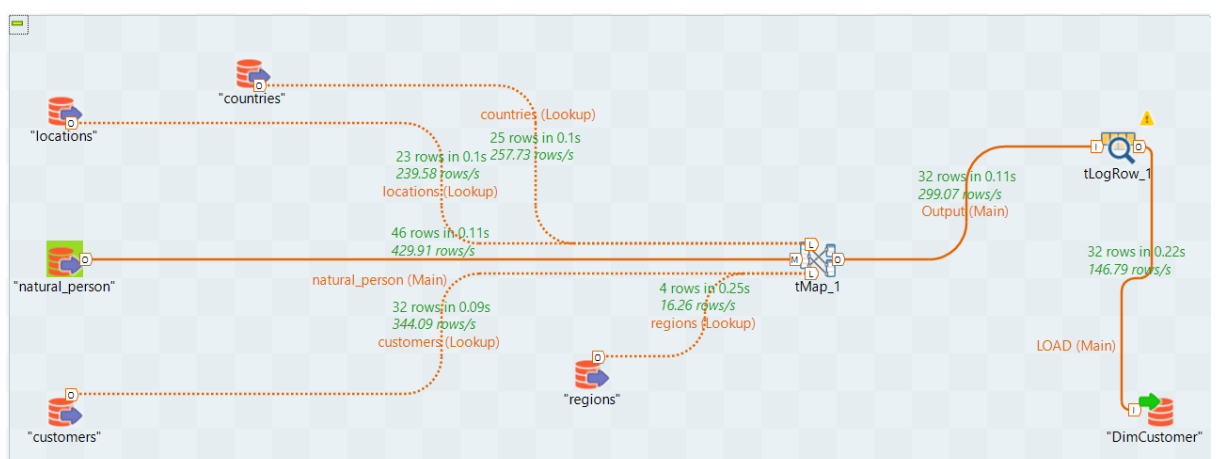 "countries"
"locations"
countries (Lookup)
25 rows in 0.1s
257.73 rows/s
23 rows in 0.1s
239.58 rows/s
locations (Lookup)
tLogRow_1
32 rows in 0.11s
299.07 rows/s
Output (Main)
46 rows in 0.11s
429.91 rows/s
"natural_person"
natural_person (Main)
tMap_1
32 rows in 0.22s
146.79 rows/s
4 rows in 0.25s
16.26 rows/s
regions (Lookup)
32 rows in 0.09s
344.09 rows/s
customers (Lookup)
LOAD (Main)
"regions"
"customers"
"DimCustomer"
O
O
O
O
O
L
M
L
O
I
O
I